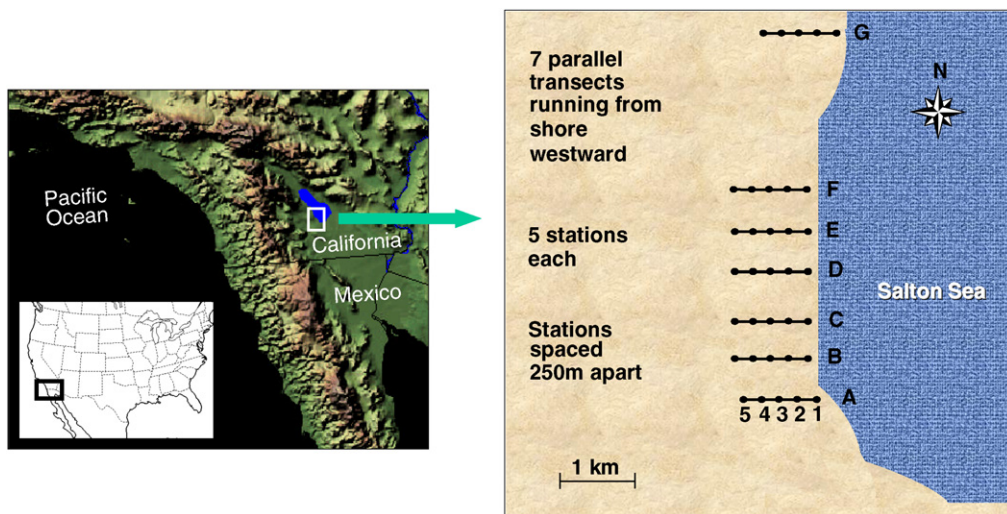 Pacific
Ocean
California
Mexico
7 parallel
transects
running from
shore
westward
5 stations
each
Stations
spaced
250m apart
1 km
G
N
F
E
D
Salton Sea
C
B
A
5 4 3 2 1